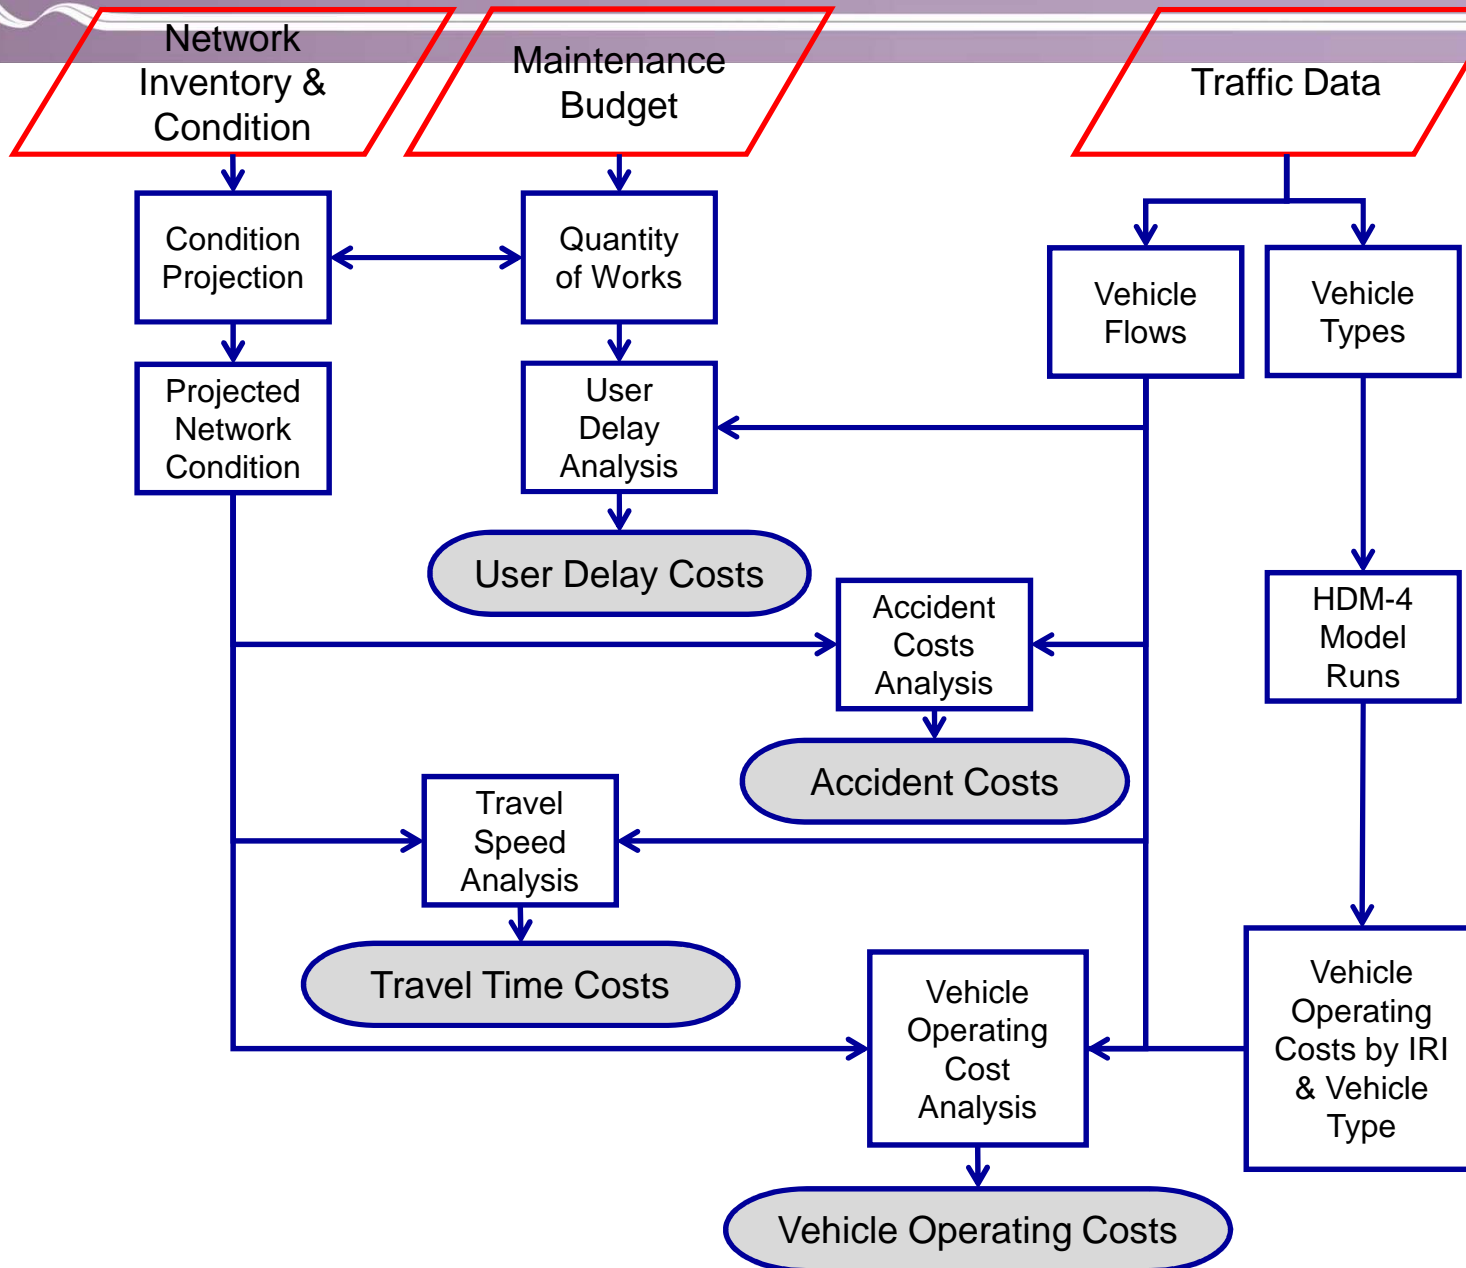 Network
Inventory &
Condition
Maintenance
Budget
Traffic Data
Condition
Projection
Quantity
of Works
Vehicle
Flows
Vehicle
Types
Projected
Network
Condition
User
Delay
Analysis
User Delay Costs
Accident
Costs
Analysis
HDM-4
Model
Runs
Accident Costs
Travel
Speed
Analysis
Travel Time Costs
Vehicle
Operating
Cost
Analysis
Vehicle
Operating
Costs by IRI
& Vehicle
Type
Vehicle Operating Costs